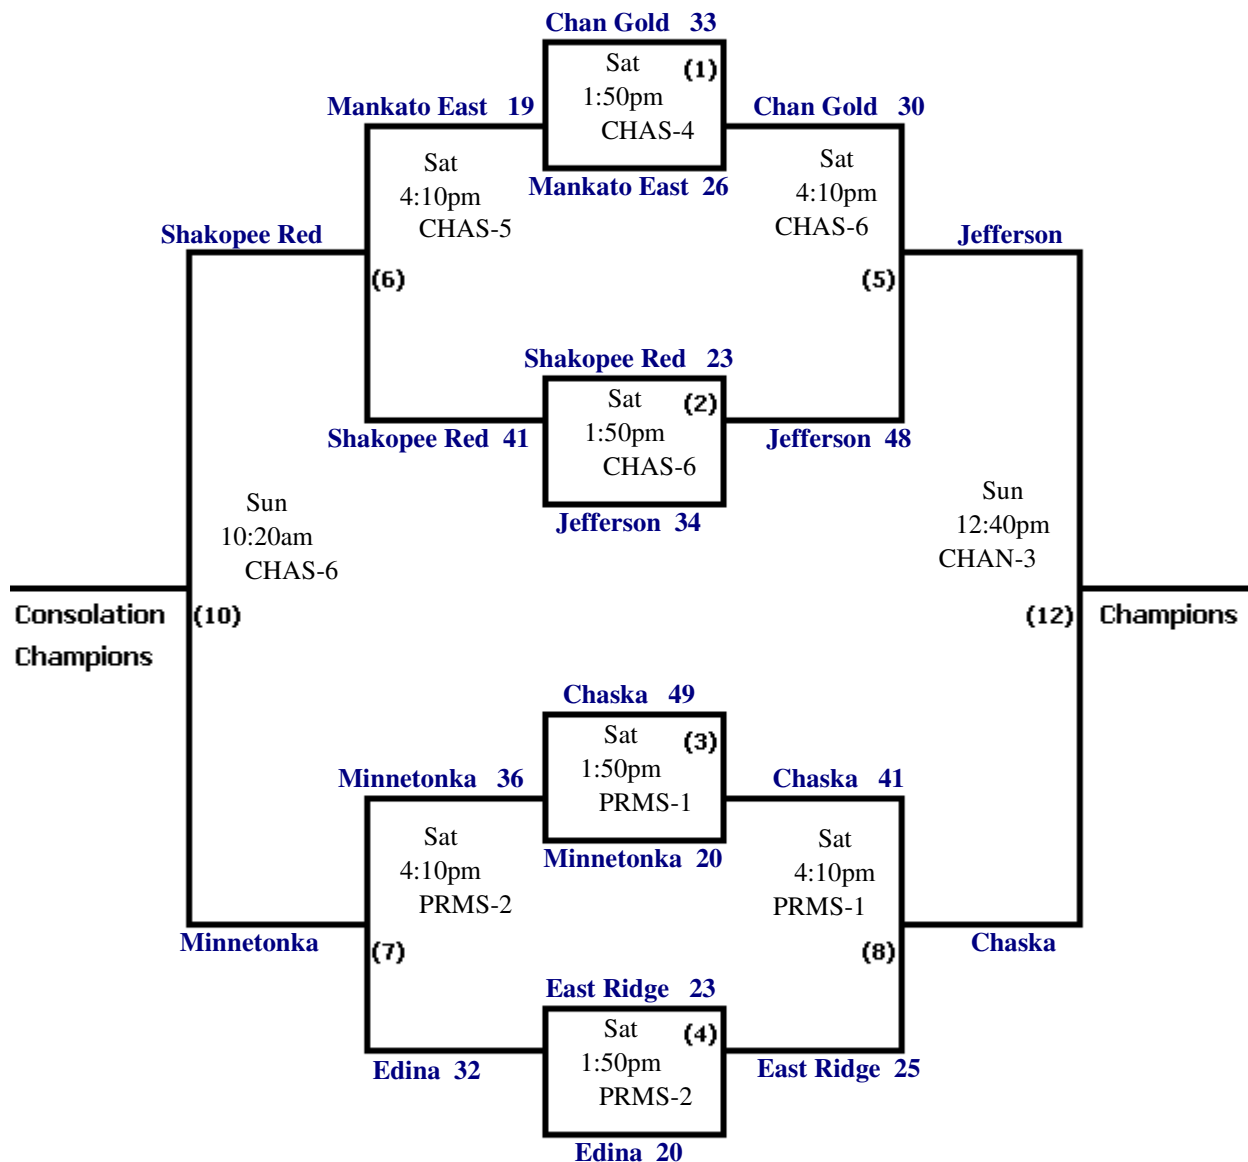 Chan Gold 33
Sat
(1)
1:50pm
CHAS-4
Mankato East 19
Chan Gold 30
Mankato East 26
Sat
4:10pm
CHAS-5
Sat
4:10pm
CHAS-6
Shakopee Red
Jefferson
(6)
(5)
Shakopee Red 23
Sat
(2)
1:50pm
CHAS-6
Shakopee Red 41
Jefferson 48
Jefferson 34
Sun
10:20am
CHAS-6
Sun
12:40pm
CHAN-3
Consolation
Champions
(10)
(12)
Champions
Chaska 49
Sat
(3)
1:50pm
PRMS-1
Minnetonka 36
Chaska 41
Minnetonka 20
Sat
4:10pm
PRMS-2
Sat
4:10pm
PRMS-1
Minnetonka
Chaska
(7)
(8)
East Ridge 23
Sat
(4)
1:50pm
PRMS-2
Edina 32
East Ridge 25
Edina 20